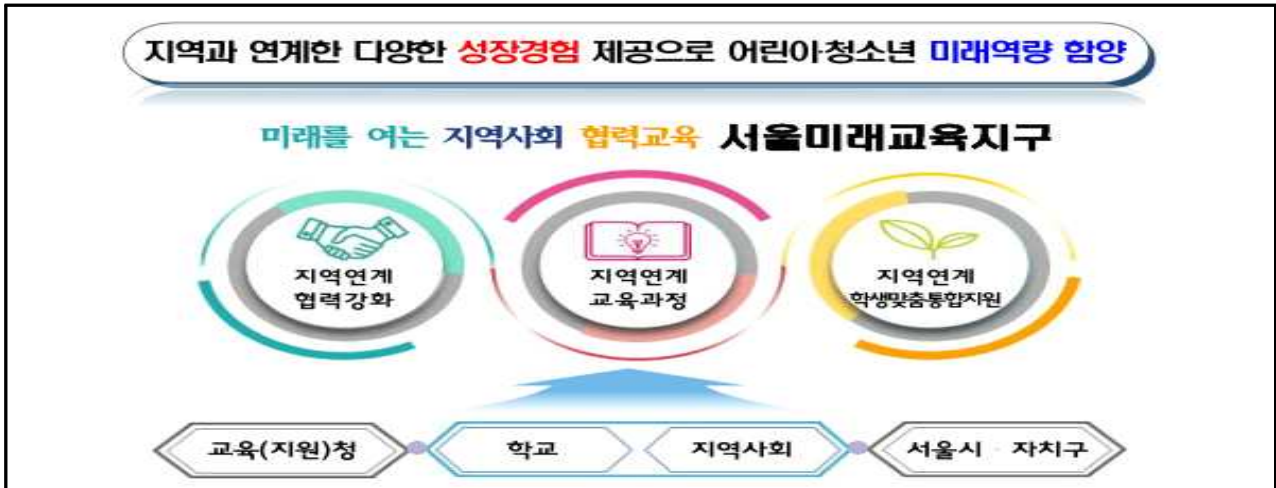 지역과 연계한 다양한 성장경험 제공으로 어린이·청소년 미래역량 함양
미래를 여는 지역사회 협력교육 서울미래교육지구
지역연계
협력강화
지역연계
교육과정
지역연계
학생맞춤통합지원
교육(지원)청
학교
지역사회
서울시·자치구